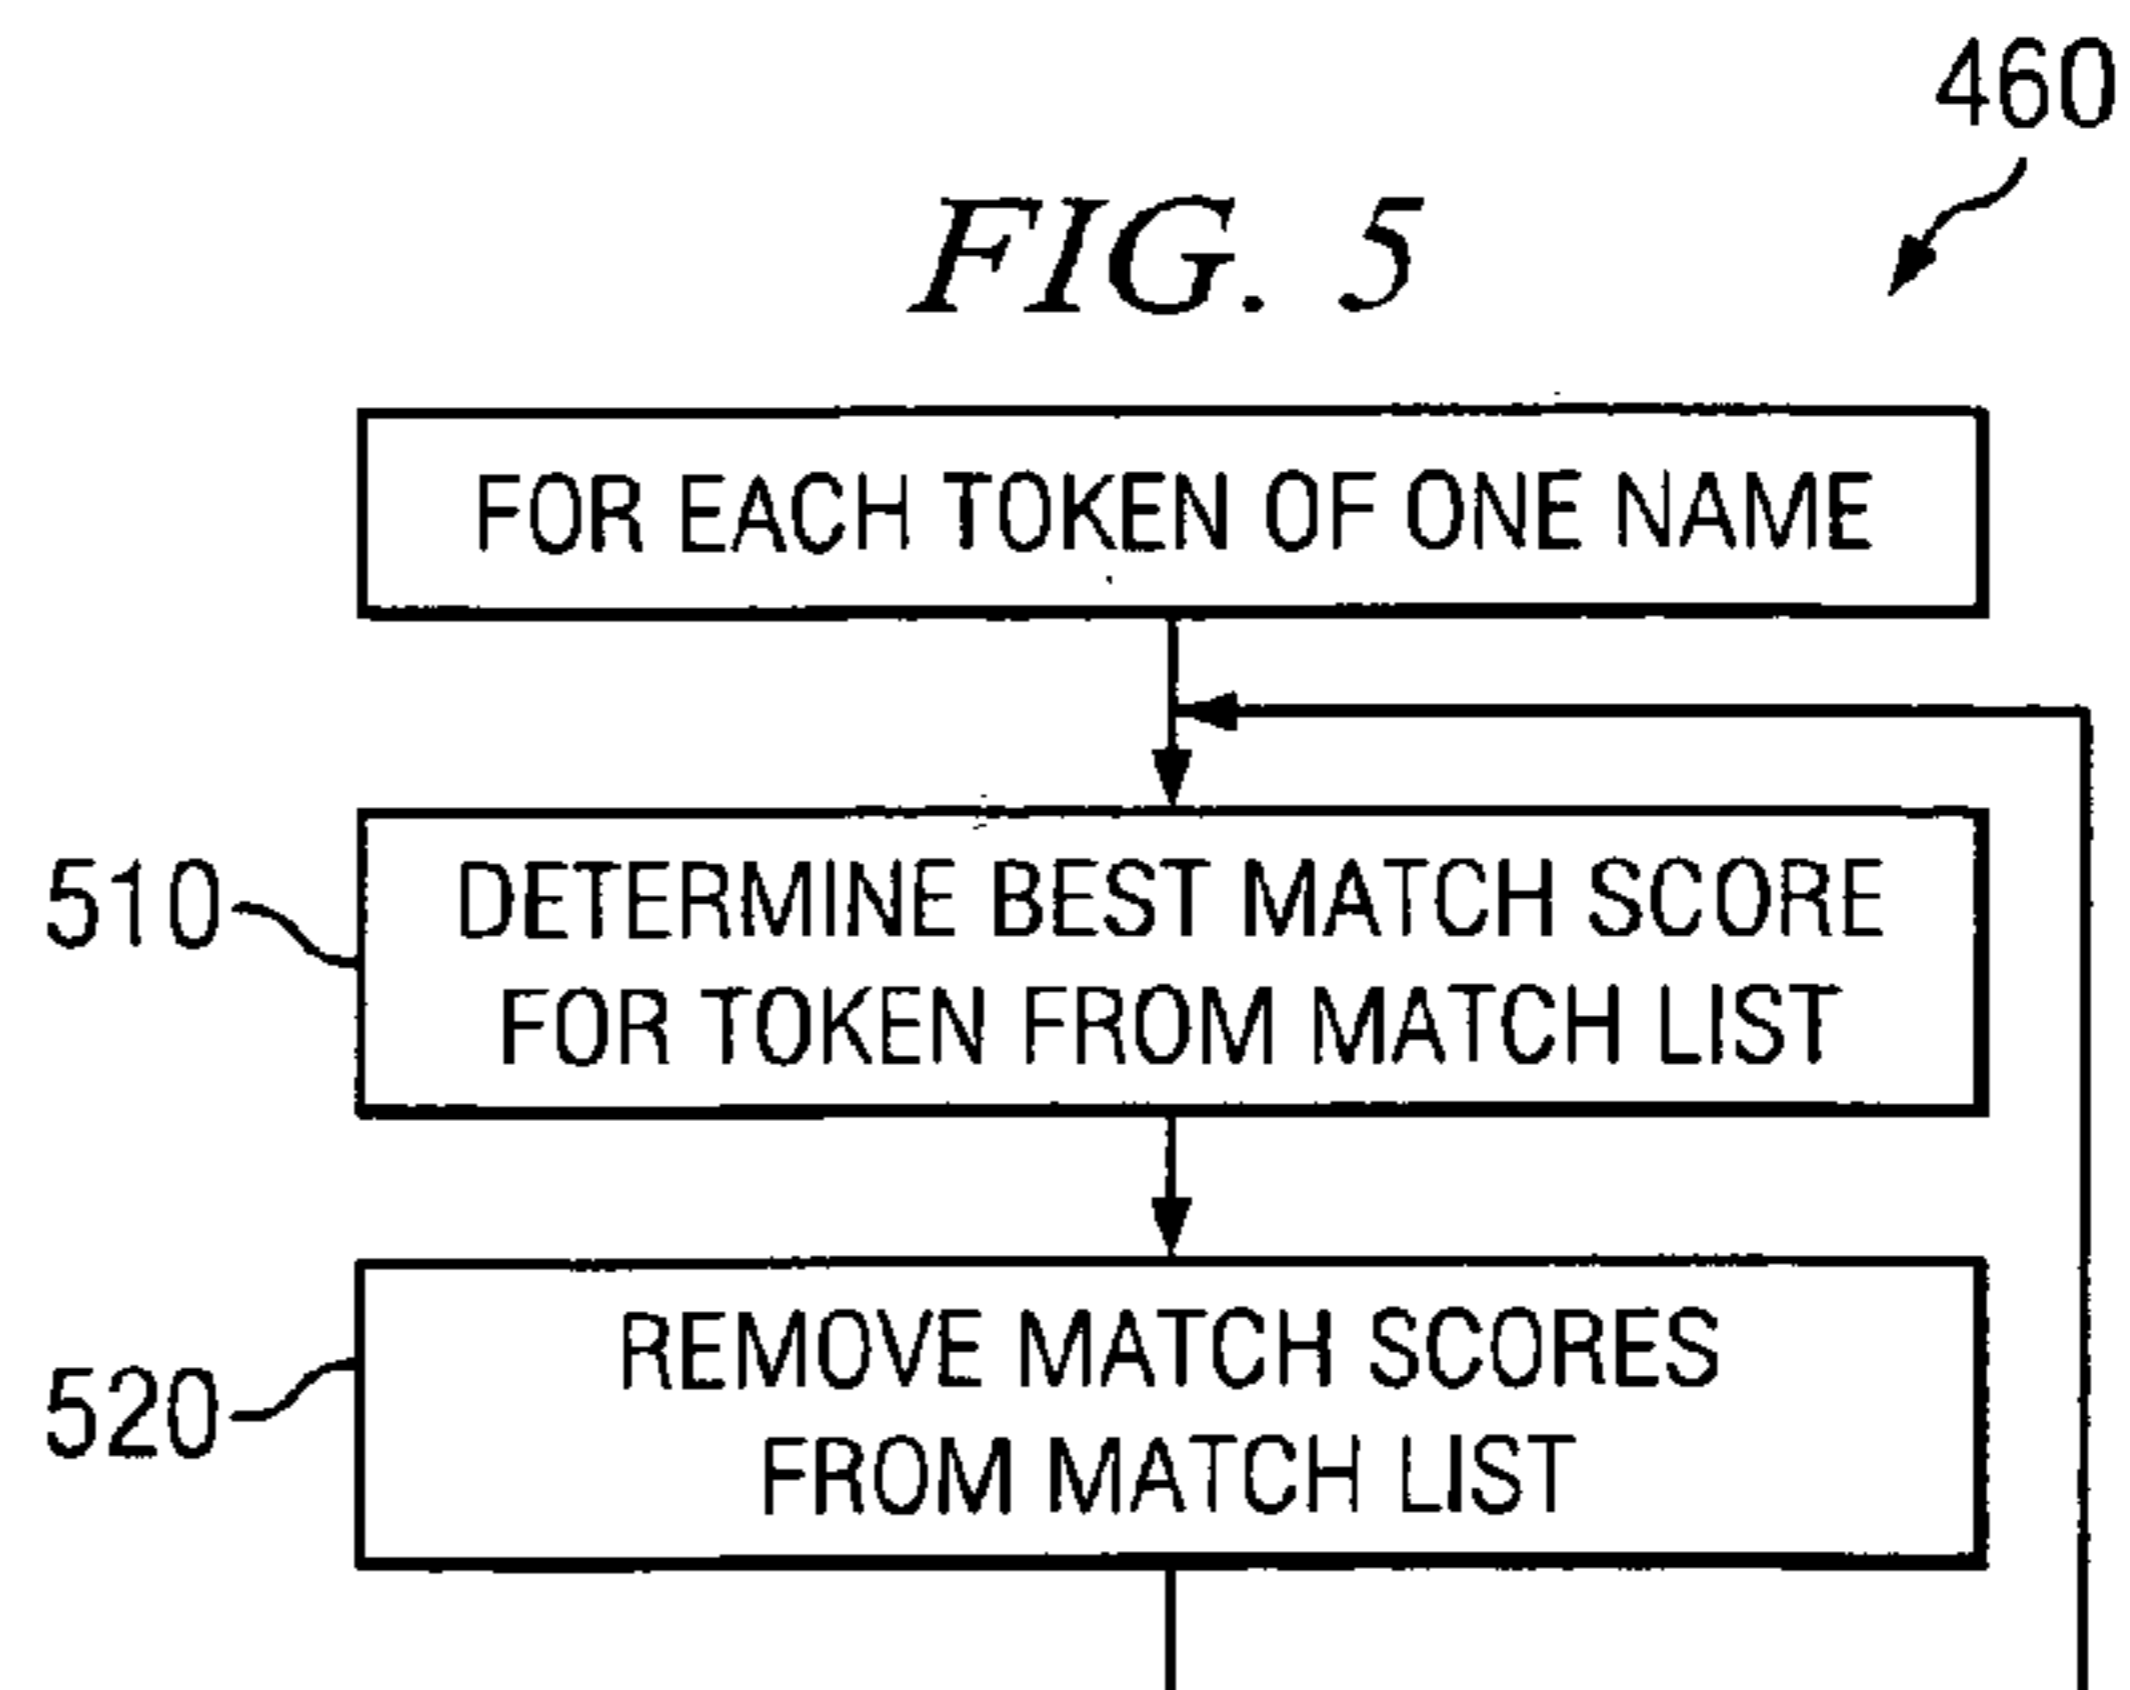 460
FIG. 5
FOR EACH TOKEN OF ONE NAME
510
DETERMINE BEST MATCH SCORE
FOR TOKEN FROM MATCH LIST
520
REMOVE MATCH SCORES
FROM MATCH LIST